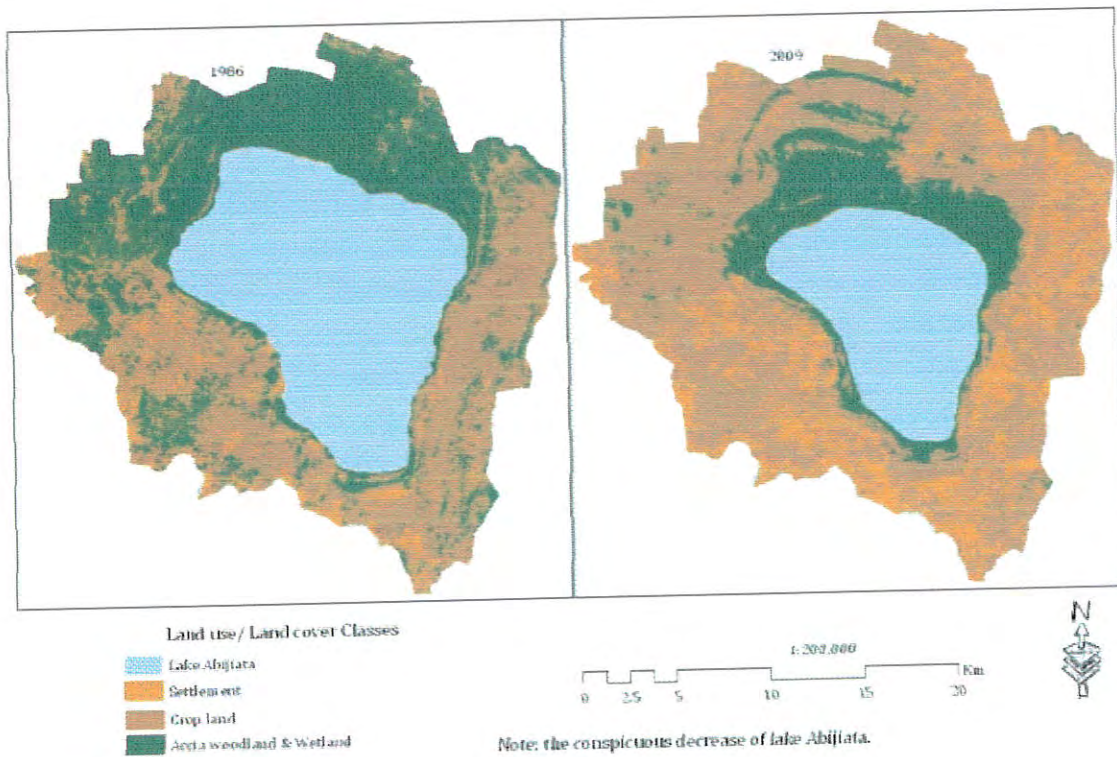 1986
2009
Land use/ Land cover Classes
Lake Abijiata
Settlement
Crop land
Accia woodland & Wetland
1:200,000
Km
0 2.5 5 10 15 20
N
Note: the conspicuous decrease of lake Abijiata.